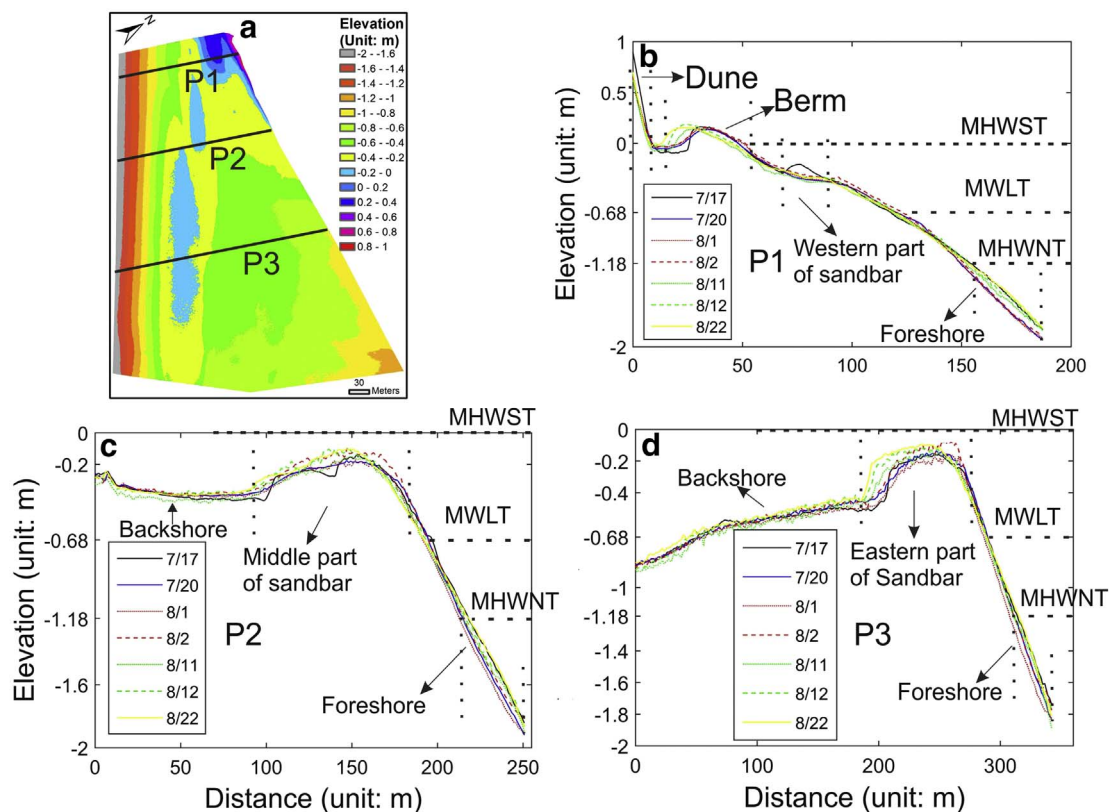 a
N
Elevation
(Unit: m)
-2 - -1.6
-1.6 - -1.4
-1.4 - -1.2
-1.2 - -1
-1 - -0.8
-0.8 - -0.6
-0.6 - -0.4
-0.4 - -0.2
-0.2 - 0
0 - 0.2
0.2 - 0.4
0.4 - 0.6
0.6 - 0.8
0.8 - 1
P1
P2
P3
30
Meters
b
Elevation (unit: m)
1
0.5
0
-0.68
-1.18
-2
0 50 100 150 200
Dune
Berm
MHWST
MWLT
MHWNT
Western part
of sandbar
P1
Foreshore
7/17
7/20
8/1
8/2
8/11
8/12
8/22
c
Elevation (unit: m)
0
-0.2
-0.68
-1.18
-1.6
-2
0 50 100 150 200 250
Distance (unit: m)
MHWST
MWLT
MHWNT
Backshore
Middle part
of sandbar
P2
Foreshore
7/17
7/20
8/1
8/2
8/11
8/12
8/22
d
0
-0.2
-0.4
-0.68
-1
-1.18
-1.4
-1.6
-1.8
-2
0 100 200 300
Distance (unit: m)
MHWST
MWLT
MHWNT
Backshore
Eastern part
of Sandbar
P3
Foreshore
7/17
7/20
8/1
8/2
8/11
8/12
8/22